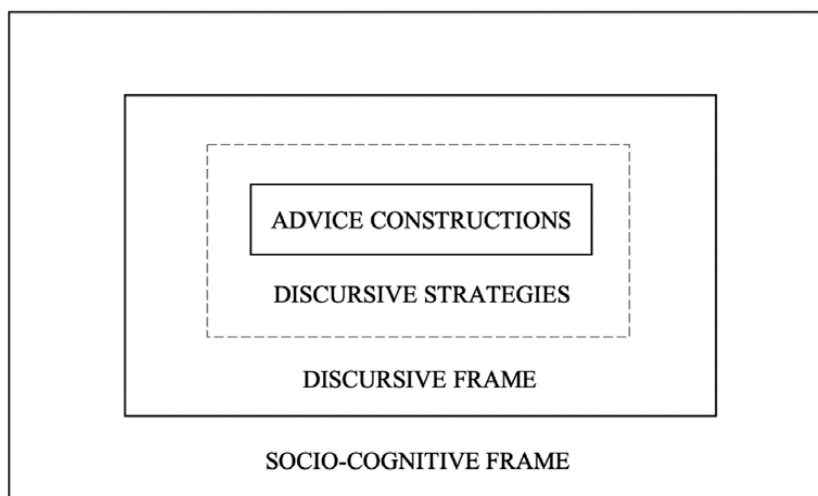 ADVICE CONSTRUCTIONS
DISCURSIVE STRATEGIES
DISCURSIVE FRAME
SOCIO-COGNITIVE FRAME